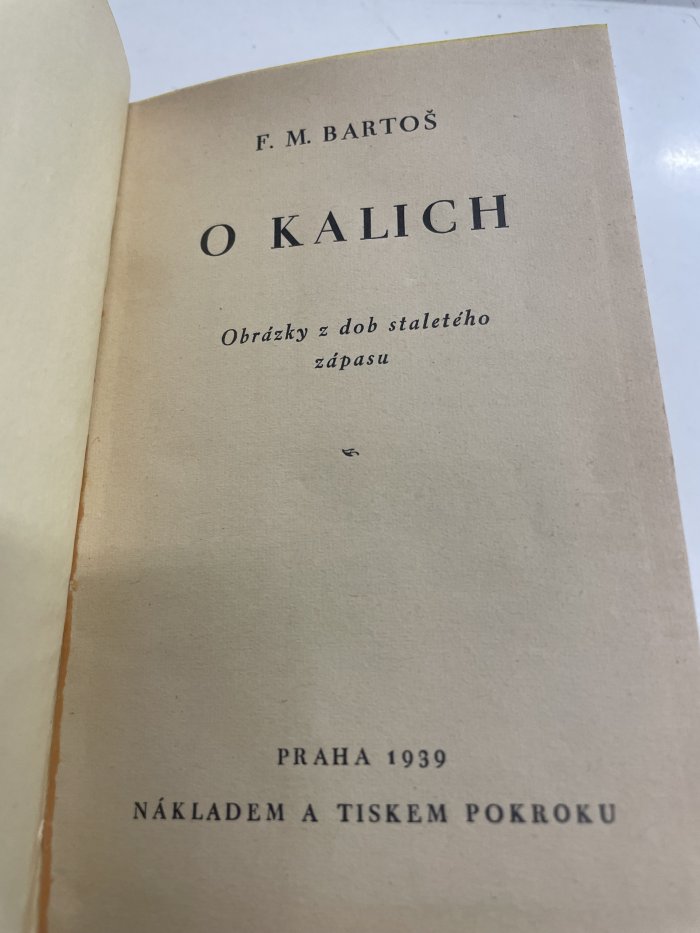 F. M. BARTOŠ
O KALICH
Obrázky z dob staletého
zápasu
PRAHA 1939
NÁKLADEM A TISKEM POKROKU